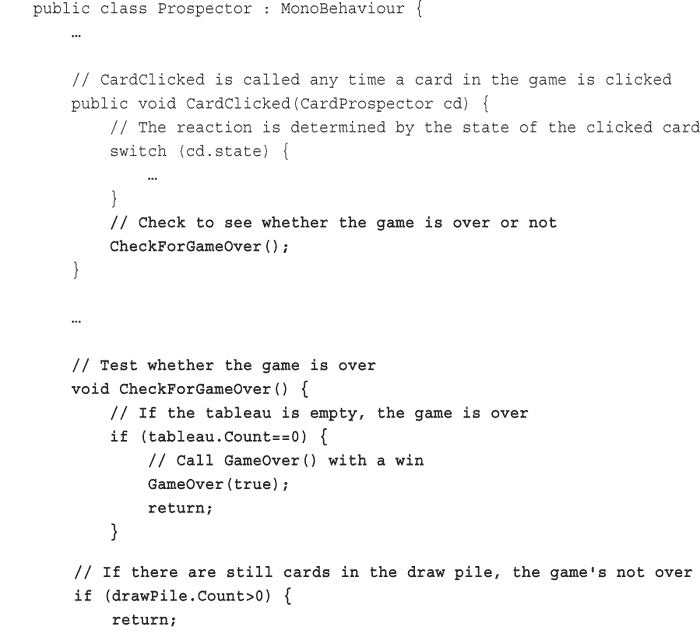 public class Prospector : MonoBehaviour {
…
// CardClicked is called any time a card in the game is clicked
public void CardClicked(CardProspector cd) {
// The reaction is determined by the state of the clicked card
switch (cd.state) {
…
}
// Check to see whether the game is over or not
CheckForGameOver();
}
…
// Test whether the game is over
void CheckForGameOver() {
// If the tableau is empty, the game is over
if (tableau.Count==0) {
// Call GameOver() with a win
GameOver(true);
return;
}
// If there are still cards in the draw pile, the game's not over
if (drawPile.Count>0) {
return;